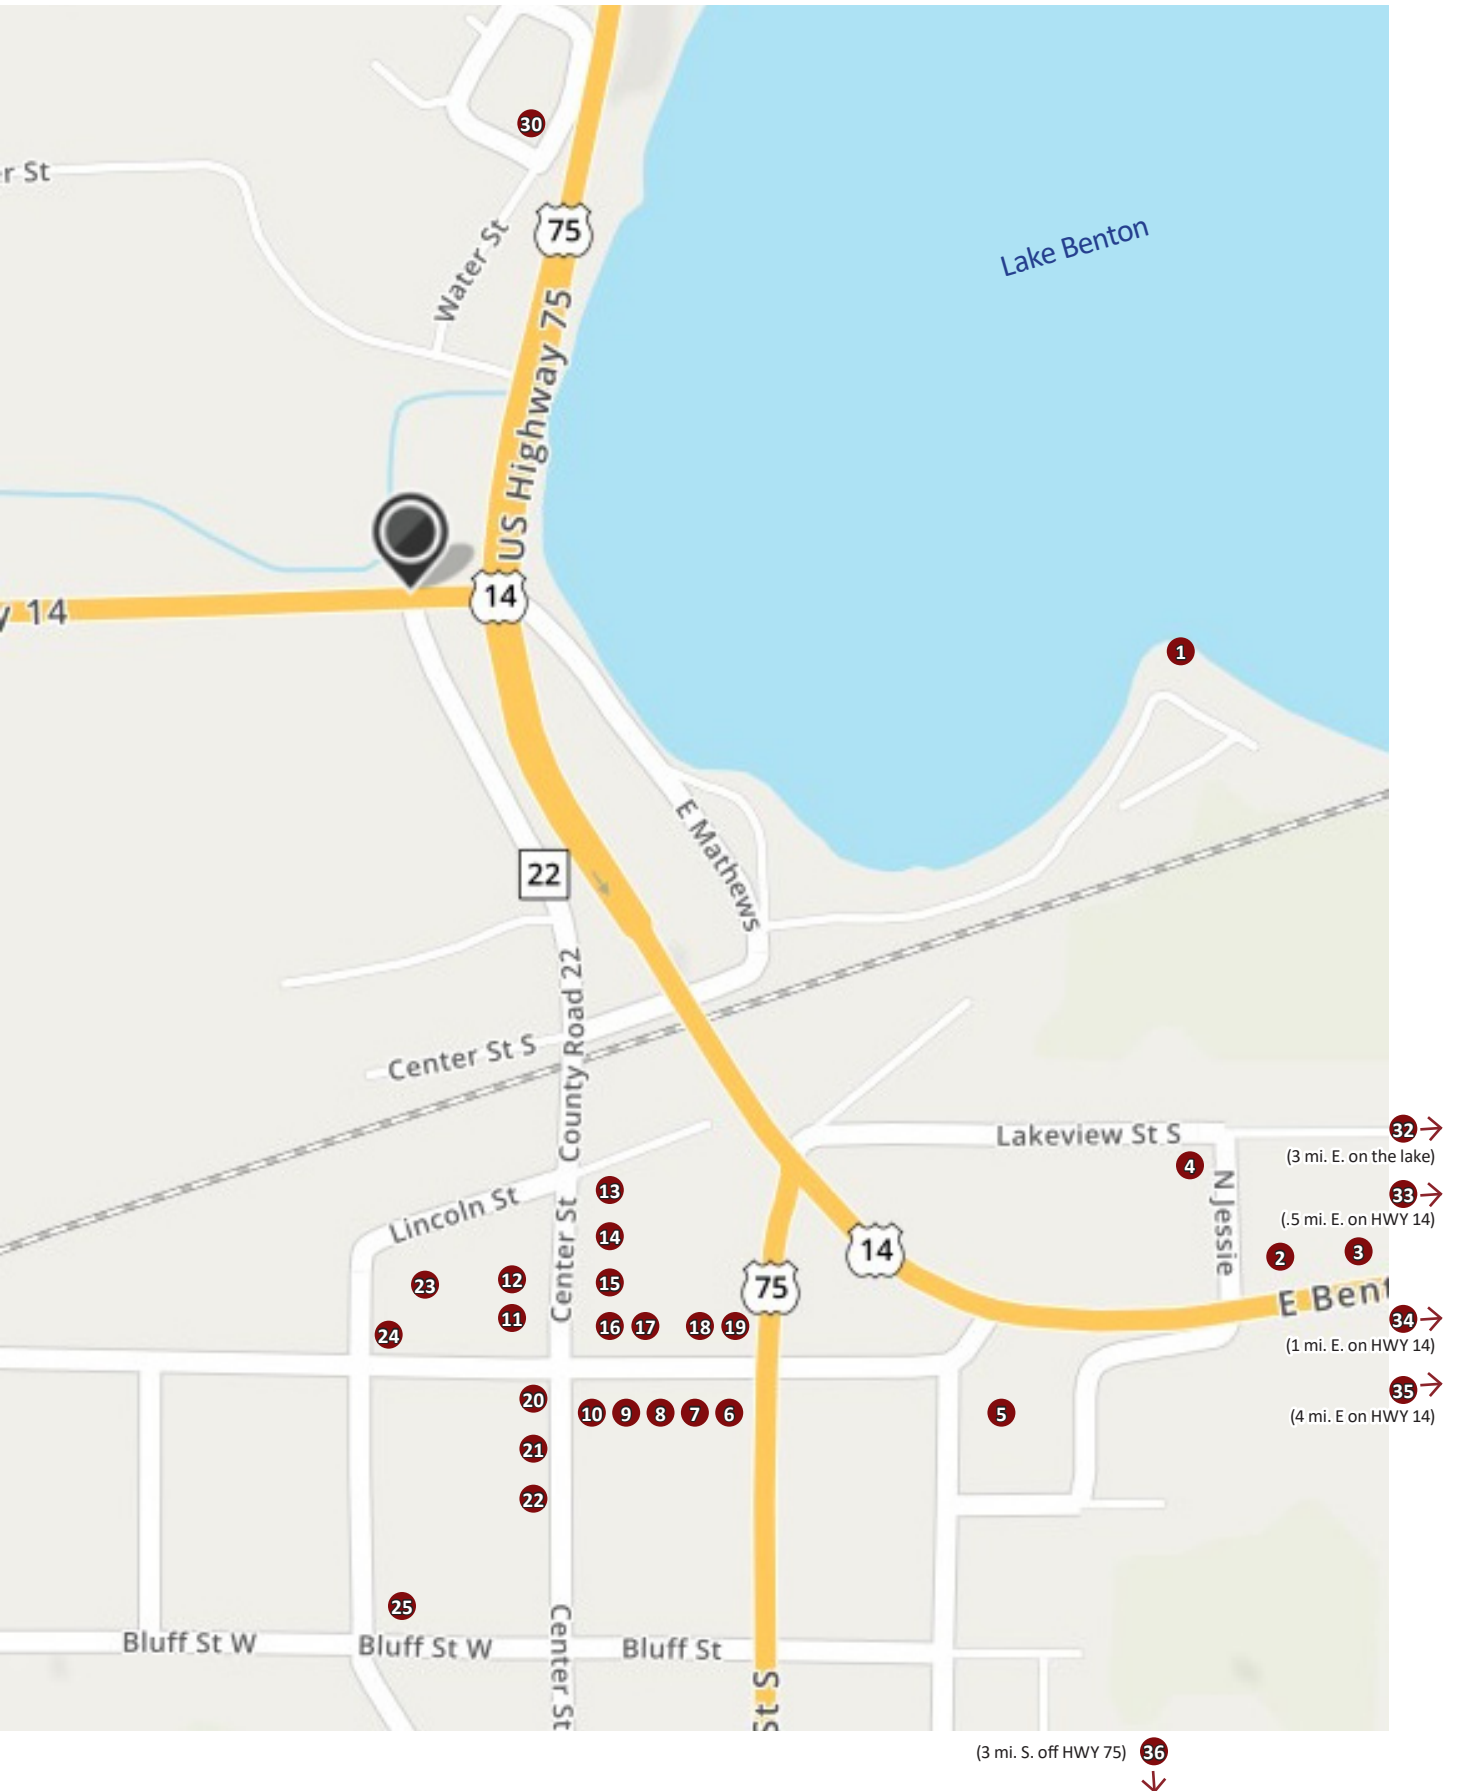 30
r St
75
Water St
Lake Benton
US Highway 75
14
y 14
1
E Mathews
22
County Road 22
Center St S
Lakeview St S
32
(3 mi. E. on the lake)
4
N Jessie
13
33
(.5 mi. E. on HWY 14)
Lincoln St
Center St
14
14
2
3
23
12
15
75
E Bent
11
16
17
18
19
34
(1 mi. E. on HWY 14)
24
35
(4 mi. E on HWY 14)
20
10
9
8
7
6
5
21
22
25
Bluff St W
Bluff St W
Center St
Bluff St
St S
(3 mi. S. off HWY 75)
36